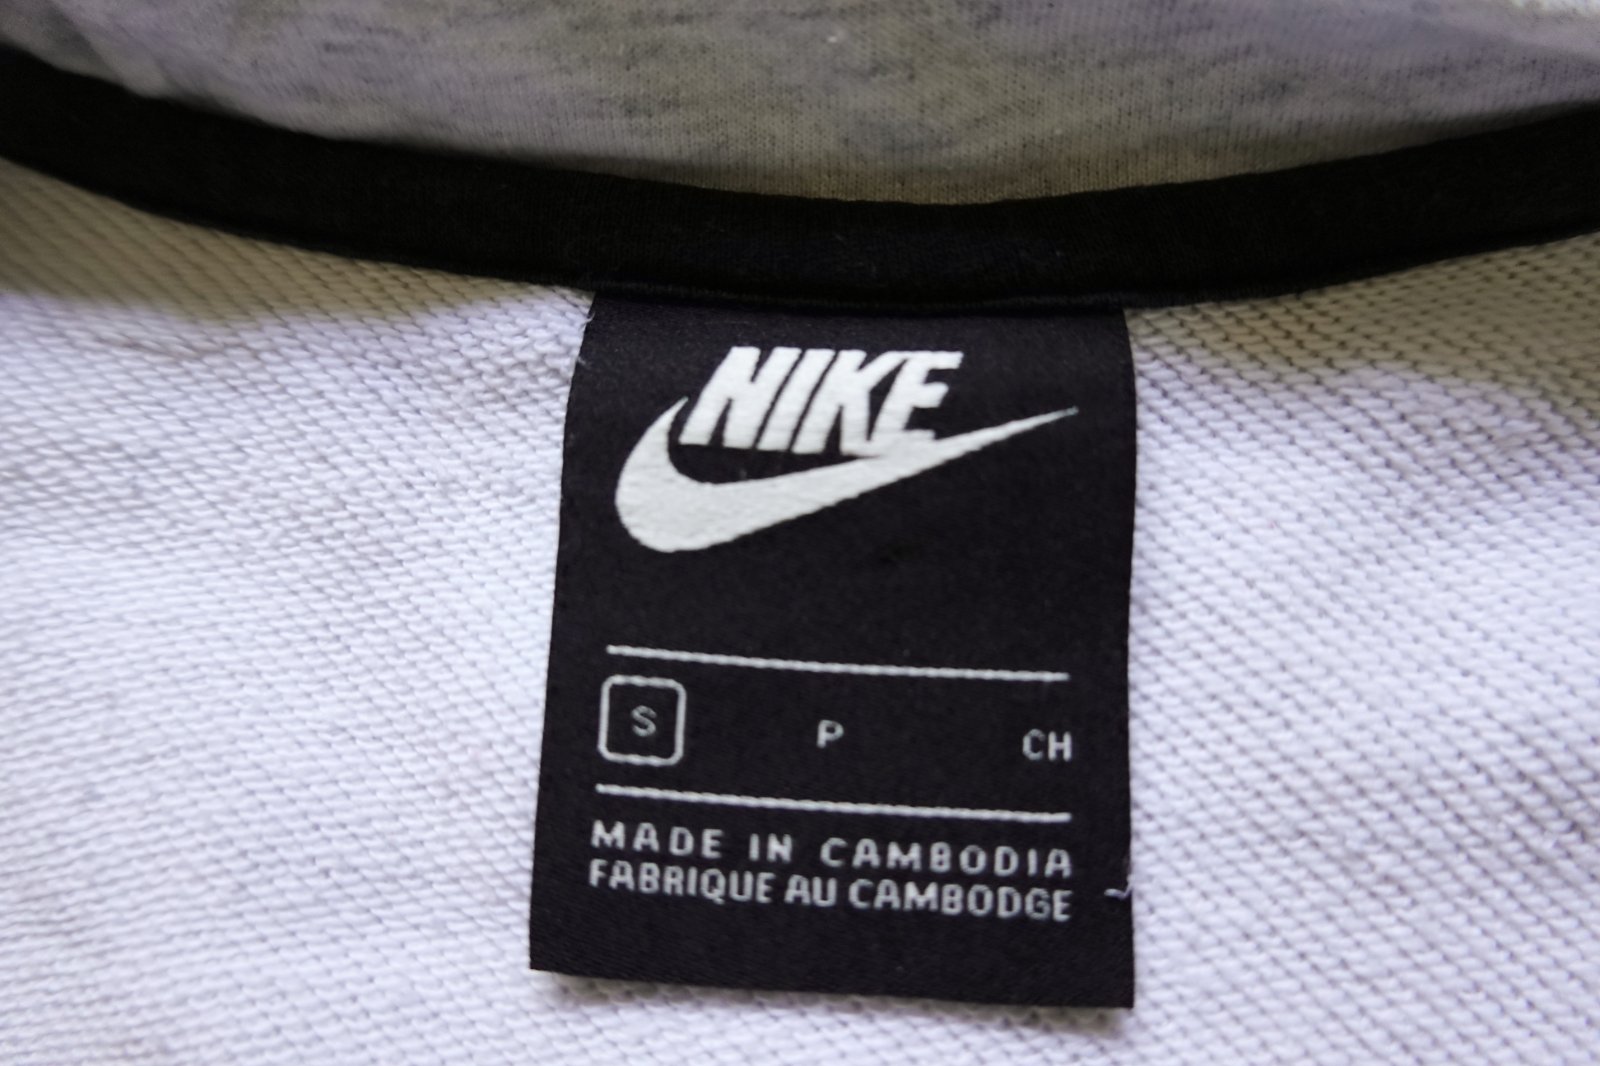 NIKE
S P CH
MADE IN CAMBODIA
FABRIQUE AU CAMBODGE